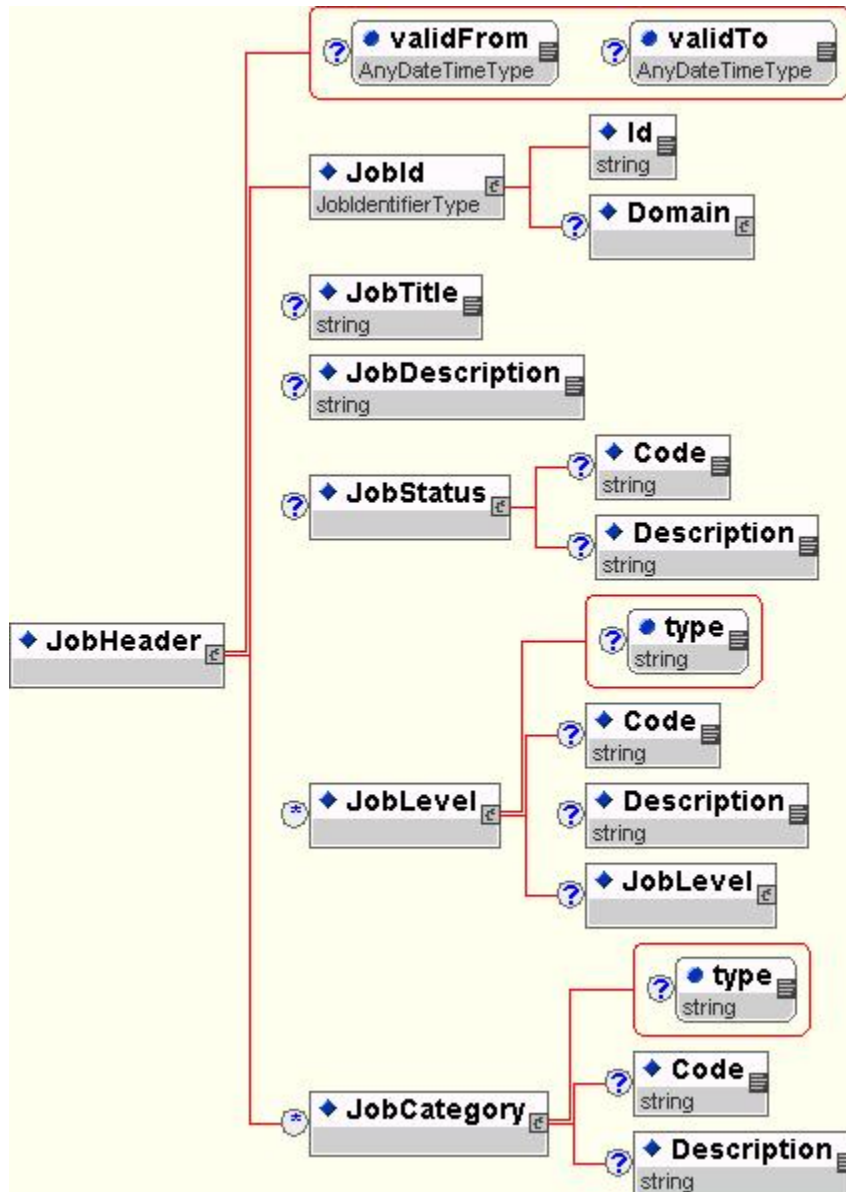 validFrom
AnyDateTimeType
validTo
AnyDateTimeType
JobId
JobIdentifierType
Id
string
Domain
JobTitle
string
JobDescription
string
JobStatus
Code
string
Description
string
JobHeader
JobLevel
type
string
Code
string
Description
string
JobLevel
JobCategory
type
string
Code
string
Description
string